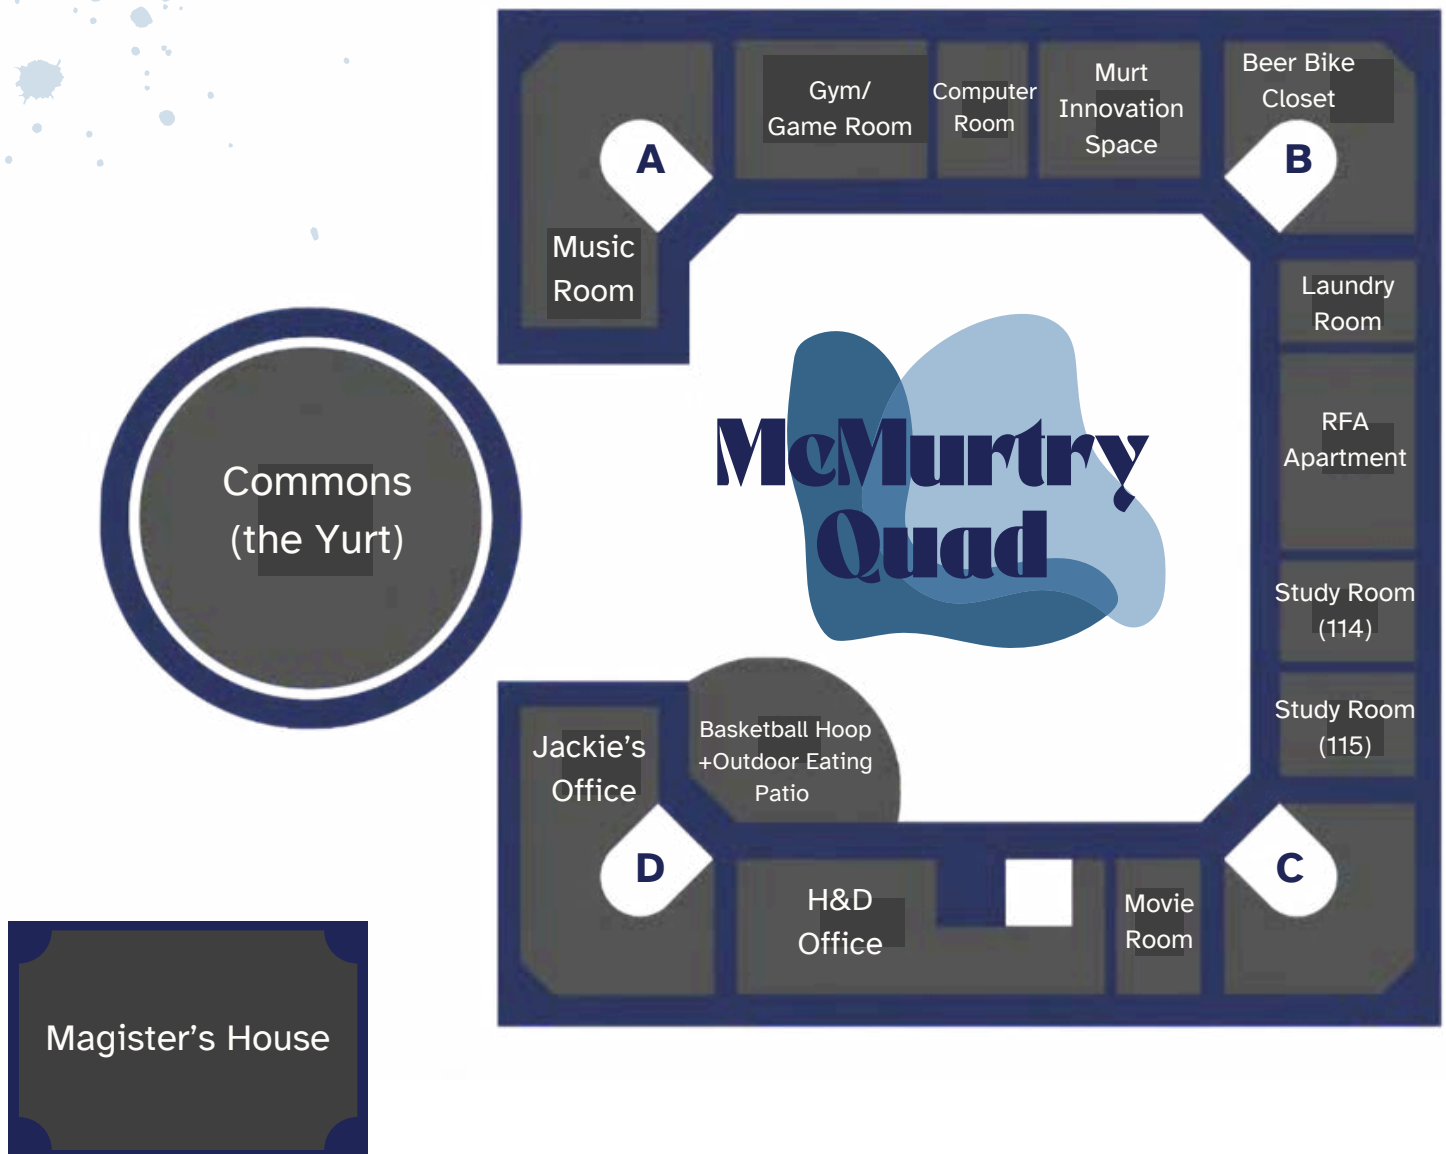 Gym/
Game Room
Computer
Room
Murt
Innovation
Space
Beer Bike
Closet
A
B
Music
Room
Laundry
Room
RFA
Apartment
Commons
(the Yurt)
McMurtry
Quad
Study Room
(114)
Study Room
(115)
Jackie’s
Office
Basketball Hoop
+Outdoor Eating
Patio
D
C
H&D
Office
Movie
Room
Magister’s House